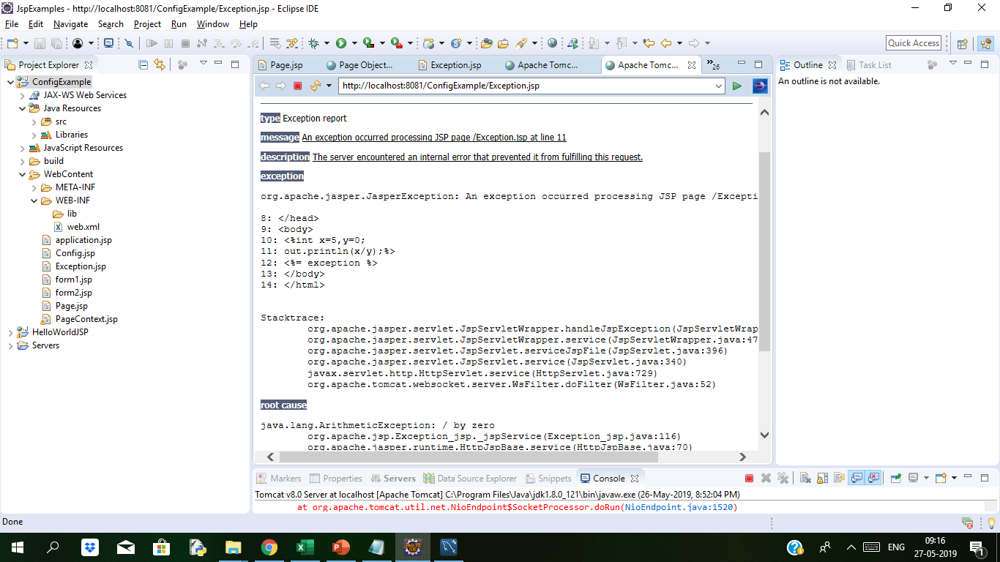 JspExamples - http://localhost:8081/ConfigExample/Exception.jsp - Eclipse IDE
File Edit Navigate Search Project Run Window Help
Quick Access
Project Explorer
ConfigExample
JAX-WS Web Services
Java Resources
src
Libraries
JavaScript Resources
build
WebContent
META-INF
WEB-INF
lib
web.xml
application.jsp
Config.jsp
Exception.jsp
form1.jsp
form2.jsp
Page.jsp
PageContext.jsp
HelloWorldJSP
Servers
Page.jsp Page Object... Exception.jsp Apache Tomc... Apache Tomc... »26
http://localhost:8081/ConfigExample/Exception.jsp
type Exception report
message An exception occurred processing JSP page /Exception.jsp at line 11
description The server encountered an internal error that prevented it from fulfilling this request.
exception
org.apache.jasper.JasperException: An exception occurred processing JSP page /Excepti
8: </head>
9: <body>
10: <%int x=5,y=0;
11: out.println(x/y);%>
12: <%= exception %>
13: </body>
14: </html>
Stacktrace:
org.apache.jasper.servlet.JspServletWrapper.handleJspException(JspServletWrap
org.apache.jasper.servlet.JspServletWrapper.service(JspServletWrapper.java:47
org.apache.jasper.servlet.JspServlet.serviceJspFile(JspServlet.java:396)
org.apache.jasper.servlet.JspServlet.service(JspServlet.java:340)
javax.servlet.http.HttpServlet.service(HttpServlet.java:729)
org.apache.tomcat.websocket.server.WsFilter.doFilter(WsFilter.java:52)
root cause
java.lang.ArithmeticException: / by zero
org.apache.jsp.Exception_jsp._jspService(Exception_jsp.java:116)
org.apache.jasper.runtime.HttpJspBase.service(HttpJspBase.java:70)
Outline Task List
An outline is not available.
Markers Properties Servers Data Source Explorer Snippets Console
Tomcat v8.0 Server at localhost [Apache Tomcat] C:\Program Files\Java\jdk1.8.0_121\bin\javaw.exe (26-May-2019, 8:52:04 PM)
at org.apache.tomcat.util.net.NioEndpoint$SocketProcessor.doRun(NioEndpoint.java:1520)
Done
ENG
09:16
27-05-2019
1